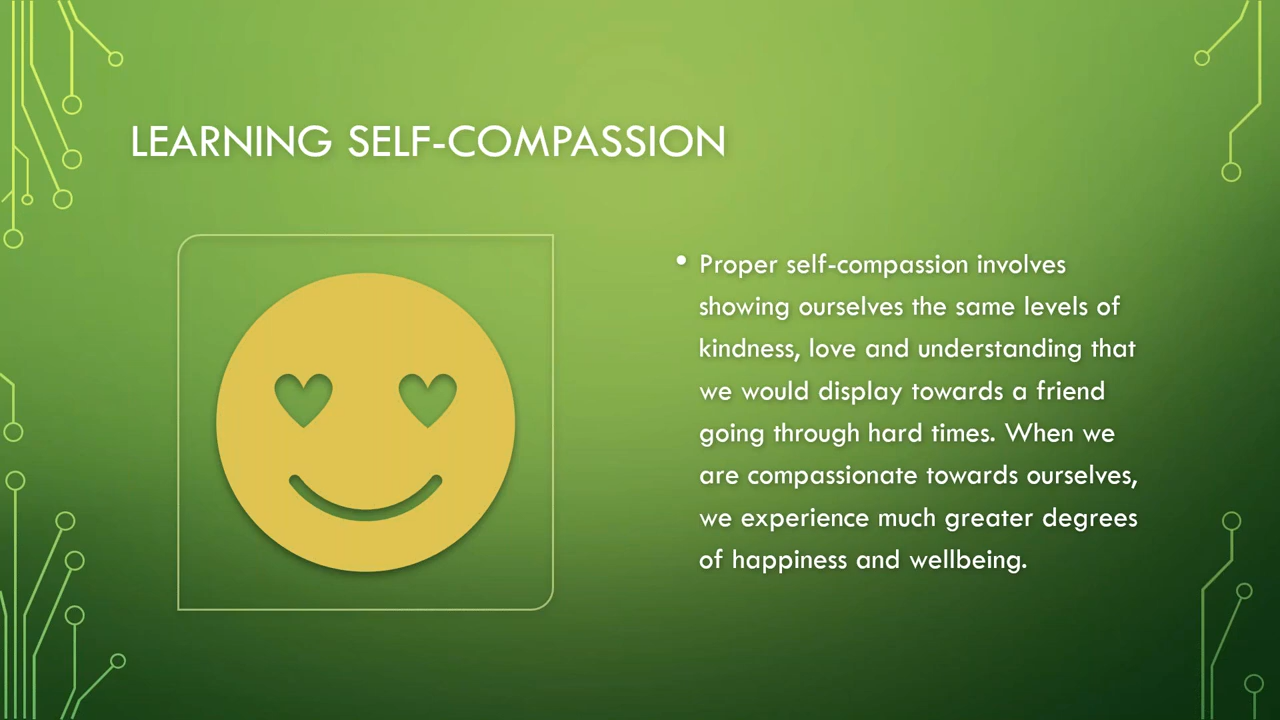 LEARNING SELF-COMPASSION
• Proper self-compassion involves
showing ourselves the same levels of
kindness, love and understanding that
we would display towards a friend
going through hard times. When we
are compassionate towards ourselves,
we experience much greater degrees
of happiness and wellbeing.